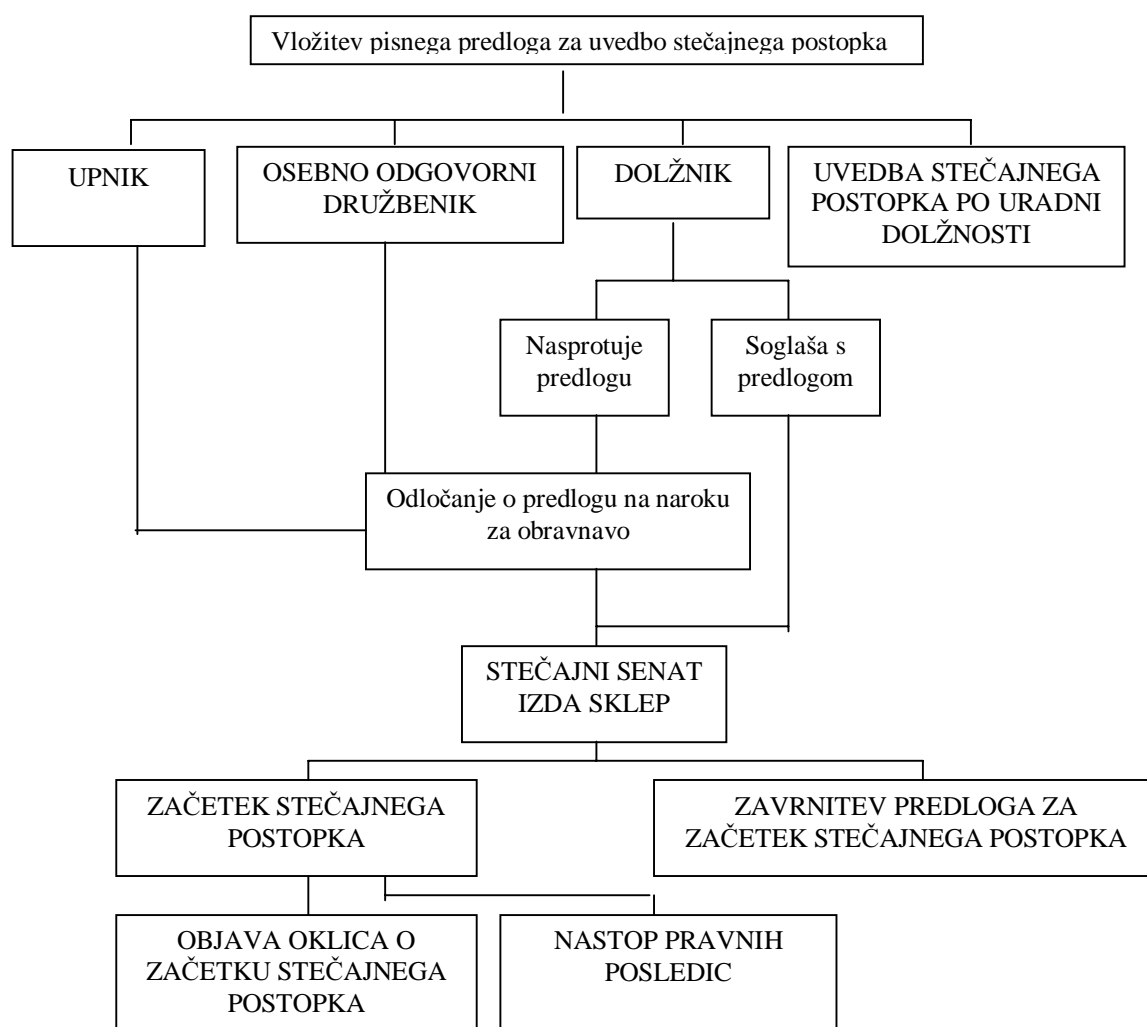 Vložitev pisnega predloga za uvedbo stečajnega postopka
UPNIK
OSEBNO ODGOVORNI
DRUŽBENIK
DOLŽNIK
UVEDBA STEČAJNEGA
POSTOPKA PO URADNI
DOLŽNOSTI
Nasprotuje
predlogu
Soglaša s
predlogom
Odločanje o predlogu na naroku
za obravnavo
STEČAJNI SENAT
IZDA SKLEP
ZAČETEK STEČAJNEGA
POSTOPKA
ZAVRNITEV PREDLOGA ZA
ZAČETEK STEČAJNEGA POSTOPKA
OBJAVA OKLICA O
ZAČETKU STEČAJNEGA
POSTOPKA
NASTOP PRAVNIH
POSLEDIC